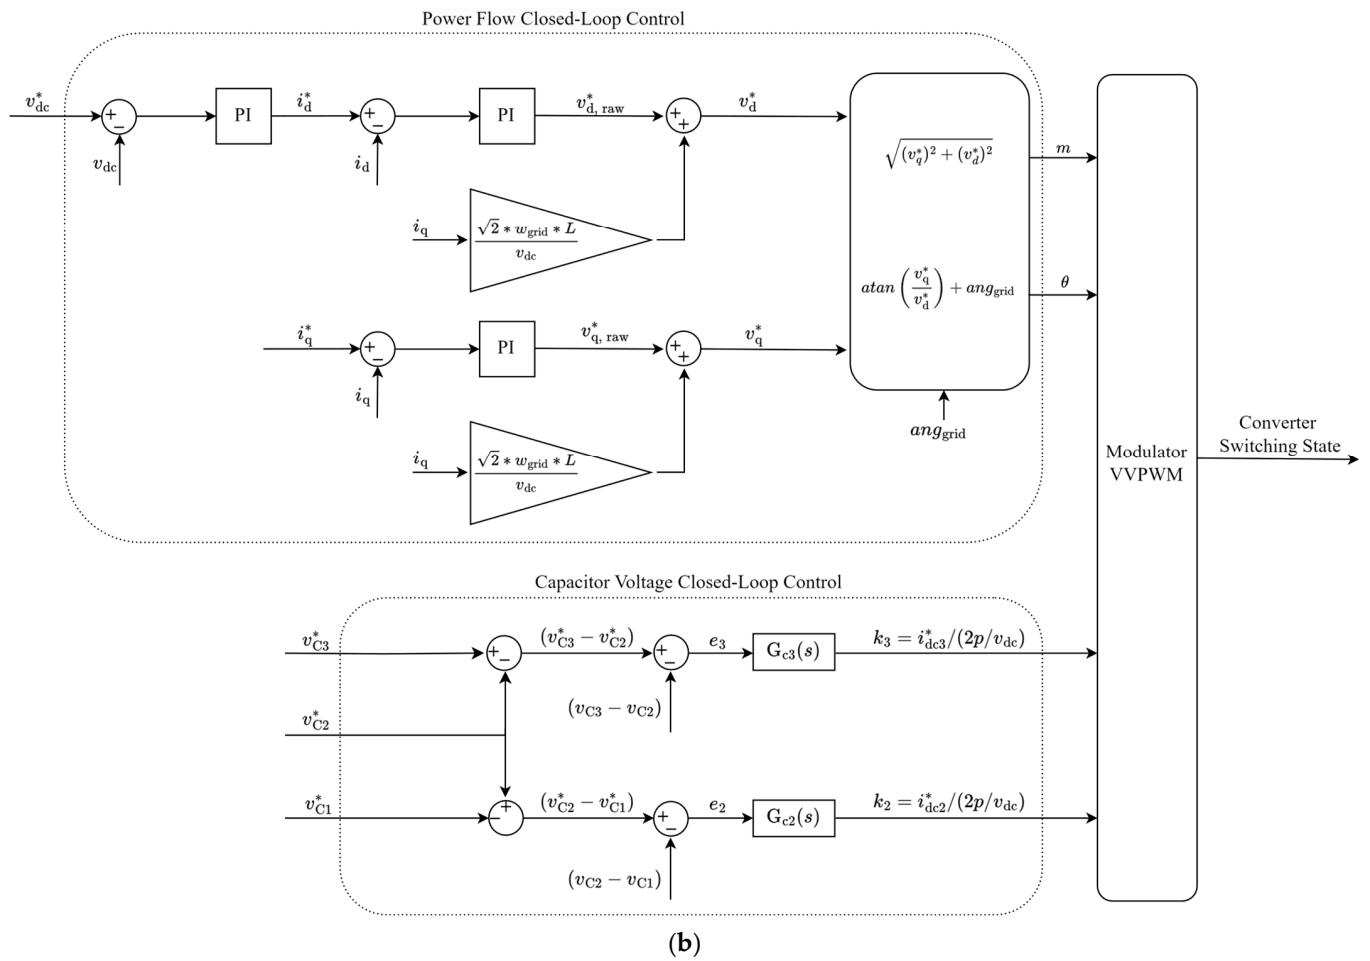 Power Flow Closed-Loop Control
v*dc
+
−
vdc
PI
i*d
+
−
id
PI
v*d, raw
+
+
v*d
√(v*q)² + (v*d)²
m
iq
√2 * wgrid * L
vdc
atan (v*q / v*d) + anggrid
θ
i*q
+
−
iq
PI
v*q, raw
+
+
v*q
anggrid
iq
√2 * wgrid * L
vdc
Modulator
VVPWM
Converter
Switching State
Capacitor Voltage Closed-Loop Control
v*C3
+
−
(v*C3 − v*C2)
+
−
e3
Gc3(s)
k3 = i*dc3/(2p/vdc)
(vC3 − vC2)
v*C2
v*C1
+
−
(v*C2 − v*C1)
+
−
e2
Gc2(s)
k2 = i*dc2/(2p/vdc)
(vC2 − vC1)
(b)